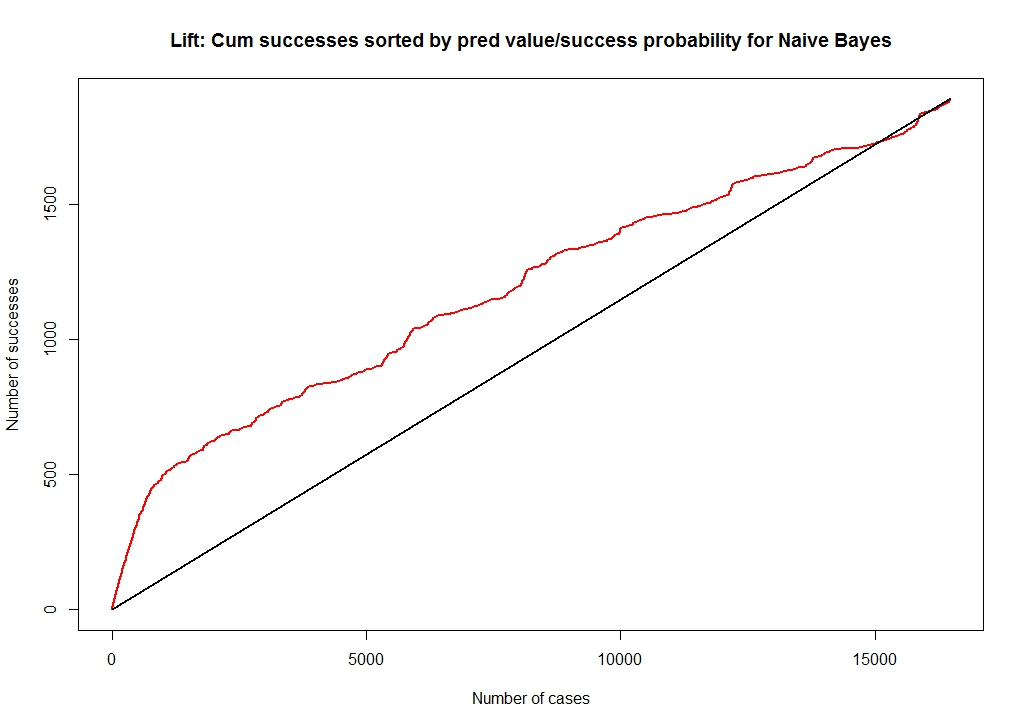 Lift: Cum successes sorted by pred value/success probability for Naive Bayes
Number of successes
1500
1000
500
0
0 5000 10000 15000
Number of cases